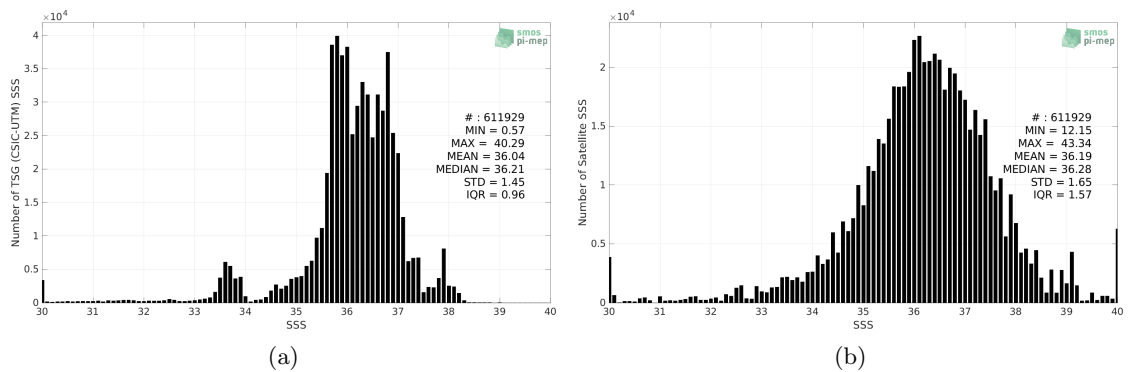 ×10⁴
smos
pi-mep
4
3.5
3
2.5
2
1.5
1
0.5
0
Number of TSG (CSIC-UTM) SSS
# : 611929
MIN = 0.57
MAX = 40.29
MEAN = 36.04
MEDIAN = 36.21
STD = 1.45
IQR = 0.96
30 31 32 33 34 35 36 37 38 39 40
SSS
(a)
×10⁴
smos
pi-mep
2
1.5
1
0.5
0
Number of Satellite SSS
# : 611929
MIN = 12.15
MAX = 43.34
MEAN = 36.19
MEDIAN = 36.28
STD = 1.65
IQR = 1.57
30 31 32 33 34 35 36 37 38 39 40
SSS
(b)